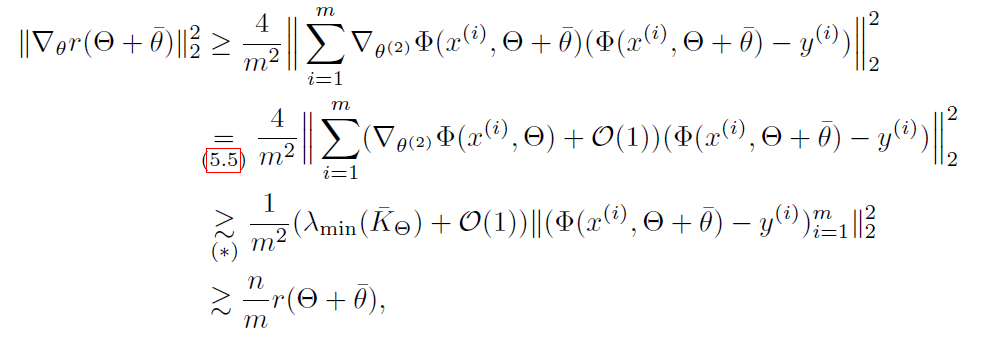 ‖∇_θ r(Θ + θ̄)‖₂² ≥ 4/m² ‖ ∑_{i=1}^{m} ∇_{θ^{(2)}} Φ(x^{(i)}, Θ + θ̄)(Φ(x^{(i)}, Θ + θ̄) − y^{(i)}) ‖₂²
=_{(5.5)} 4/m² ‖ ∑_{i=1}^{m} (∇_{θ^{(2)}} Φ(x^{(i)}, Θ) + 𝒪(1))(Φ(x^{(i)}, Θ + θ̄) − y^{(i)}) ‖₂²
≳_{(∗)} 1/m² (λ_min(K̄_Θ) + 𝒪(1))‖(Φ(x^{(i)}, Θ + θ̄) − y^{(i)})_{i=1}^{m}‖₂²
≳ n/m r(Θ + θ̄),